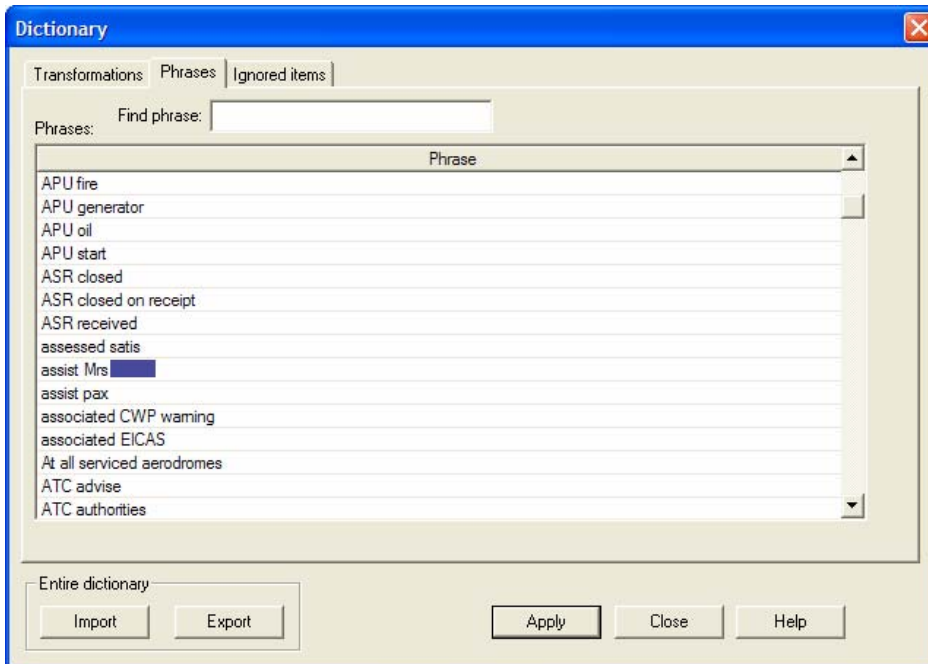 Dictionary
Transformations Phrases Ignored items
Find phrase:
Phrases:
Phrase
APU fire
APU generator
APU oil
APU start
ASR closed
ASR closed on receipt
ASR received
assessed satis
assist Mrs
assist pax
associated CWP warning
associated EICAS
At all serviced aerodromes
ATC advise
ATC authorities
Entire dictionary
Import Export Apply Close Help